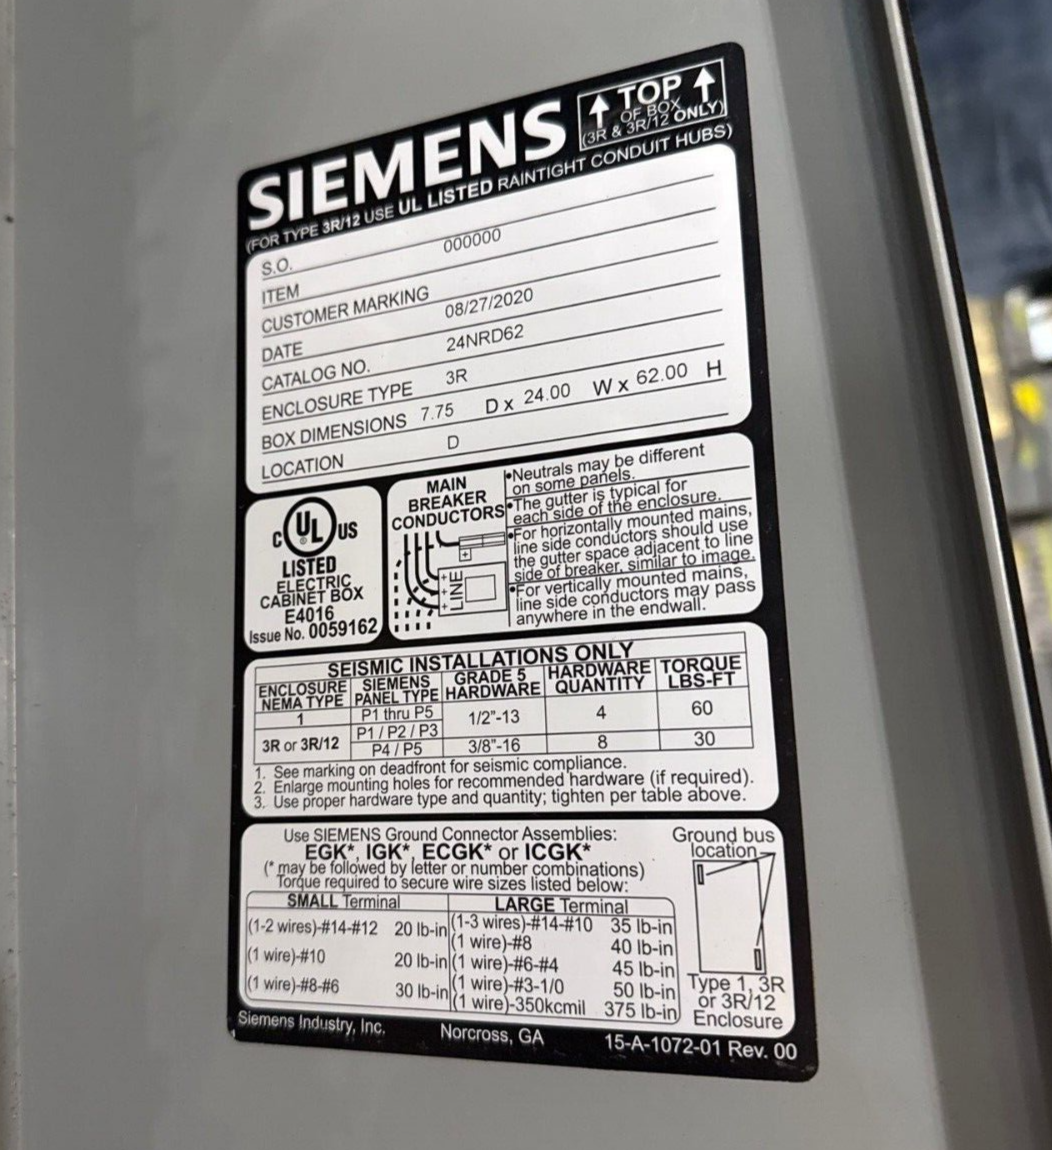 SIEMENS
TOP
OF BOX
(3R & 3R/12 ONLY)
(FOR TYPE 3R/12 USE UL LISTED RAINTIGHT CONDUIT HUBS)
S.O. 000000
ITEM
CUSTOMER MARKING
DATE 08/27/2020
CATALOG NO. 24NRD62
ENCLOSURE TYPE 3R
BOX DIMENSIONS 7.75 D x 24.00 W x 62.00 H
LOCATION D
C UL US
®
LISTED
ELECTRIC
CABINET BOX
E4016
Issue No. 0059162
MAIN
BREAKER
CONDUCTORS
LINE
•Neutrals may be different
on some panels.
•The gutter is typical for
each side of the enclosure.
•For horizontally mounted mains,
line side conductors should use
the gutter space adjacent to line
side of breaker, similar to image.
•For vertically mounted mains,
line side conductors may pass
anywhere in the endwall.
SEISMIC INSTALLATIONS ONLY
ENCLOSURE NEMA TYPE SIEMENS PANEL TYPE GRADE 5 HARDWARE HARDWARE QUANTITY TORQUE LBS-FT
1 P1 thru P5 1/2"-13 4 60
3R or 3R/12 P1 / P2 / P3
P4 / P5 3/8"-16 8 30
1. See marking on deadfront for seismic compliance.
2. Enlarge mounting holes for recommended hardware (if required).
3. Use proper hardware type and quantity; tighten per table above.
Use SIEMENS Ground Connector Assemblies:
EGK*, IGK*, ECGK* or ICGK*
(* may be followed by letter or number combinations)
Torque required to secure wire sizes listed below:
SMALL Terminal
(1-2 wires)-#14-#12 20 lb-in
(1 wire)-#10 20 lb-in
(1 wire)-#8-#6 30 lb-in
LARGE Terminal
(1-3 wires)-#14-#10 35 lb-in
(1 wire)-#8 40 lb-in
(1 wire)-#6-#4 45 lb-in
(1 wire)-#3-1/0 50 lb-in
(1 wire)-350kcmil 375 lb-in
Ground bus
location
Type 1, 3R
or 3R/12
Enclosure
Siemens Industry, Inc. Norcross, GA 15-A-1072-01 Rev. 00